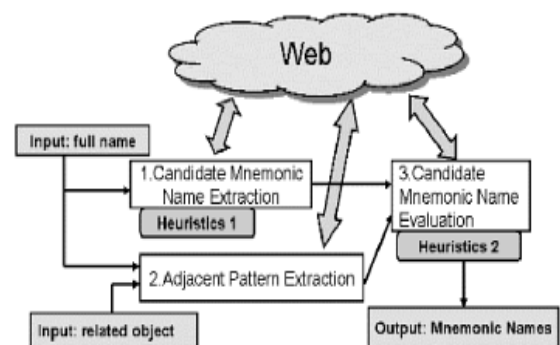 Web
Input: full name
1.Candidate Mnemonic
Name Extraction
Heuristics 1
3.Candidate
Mnemonic Name
Evaluation
Heuristics 2
2.Adjacent Pattern Extraction
Input: related object
Output: Mnemonic Names